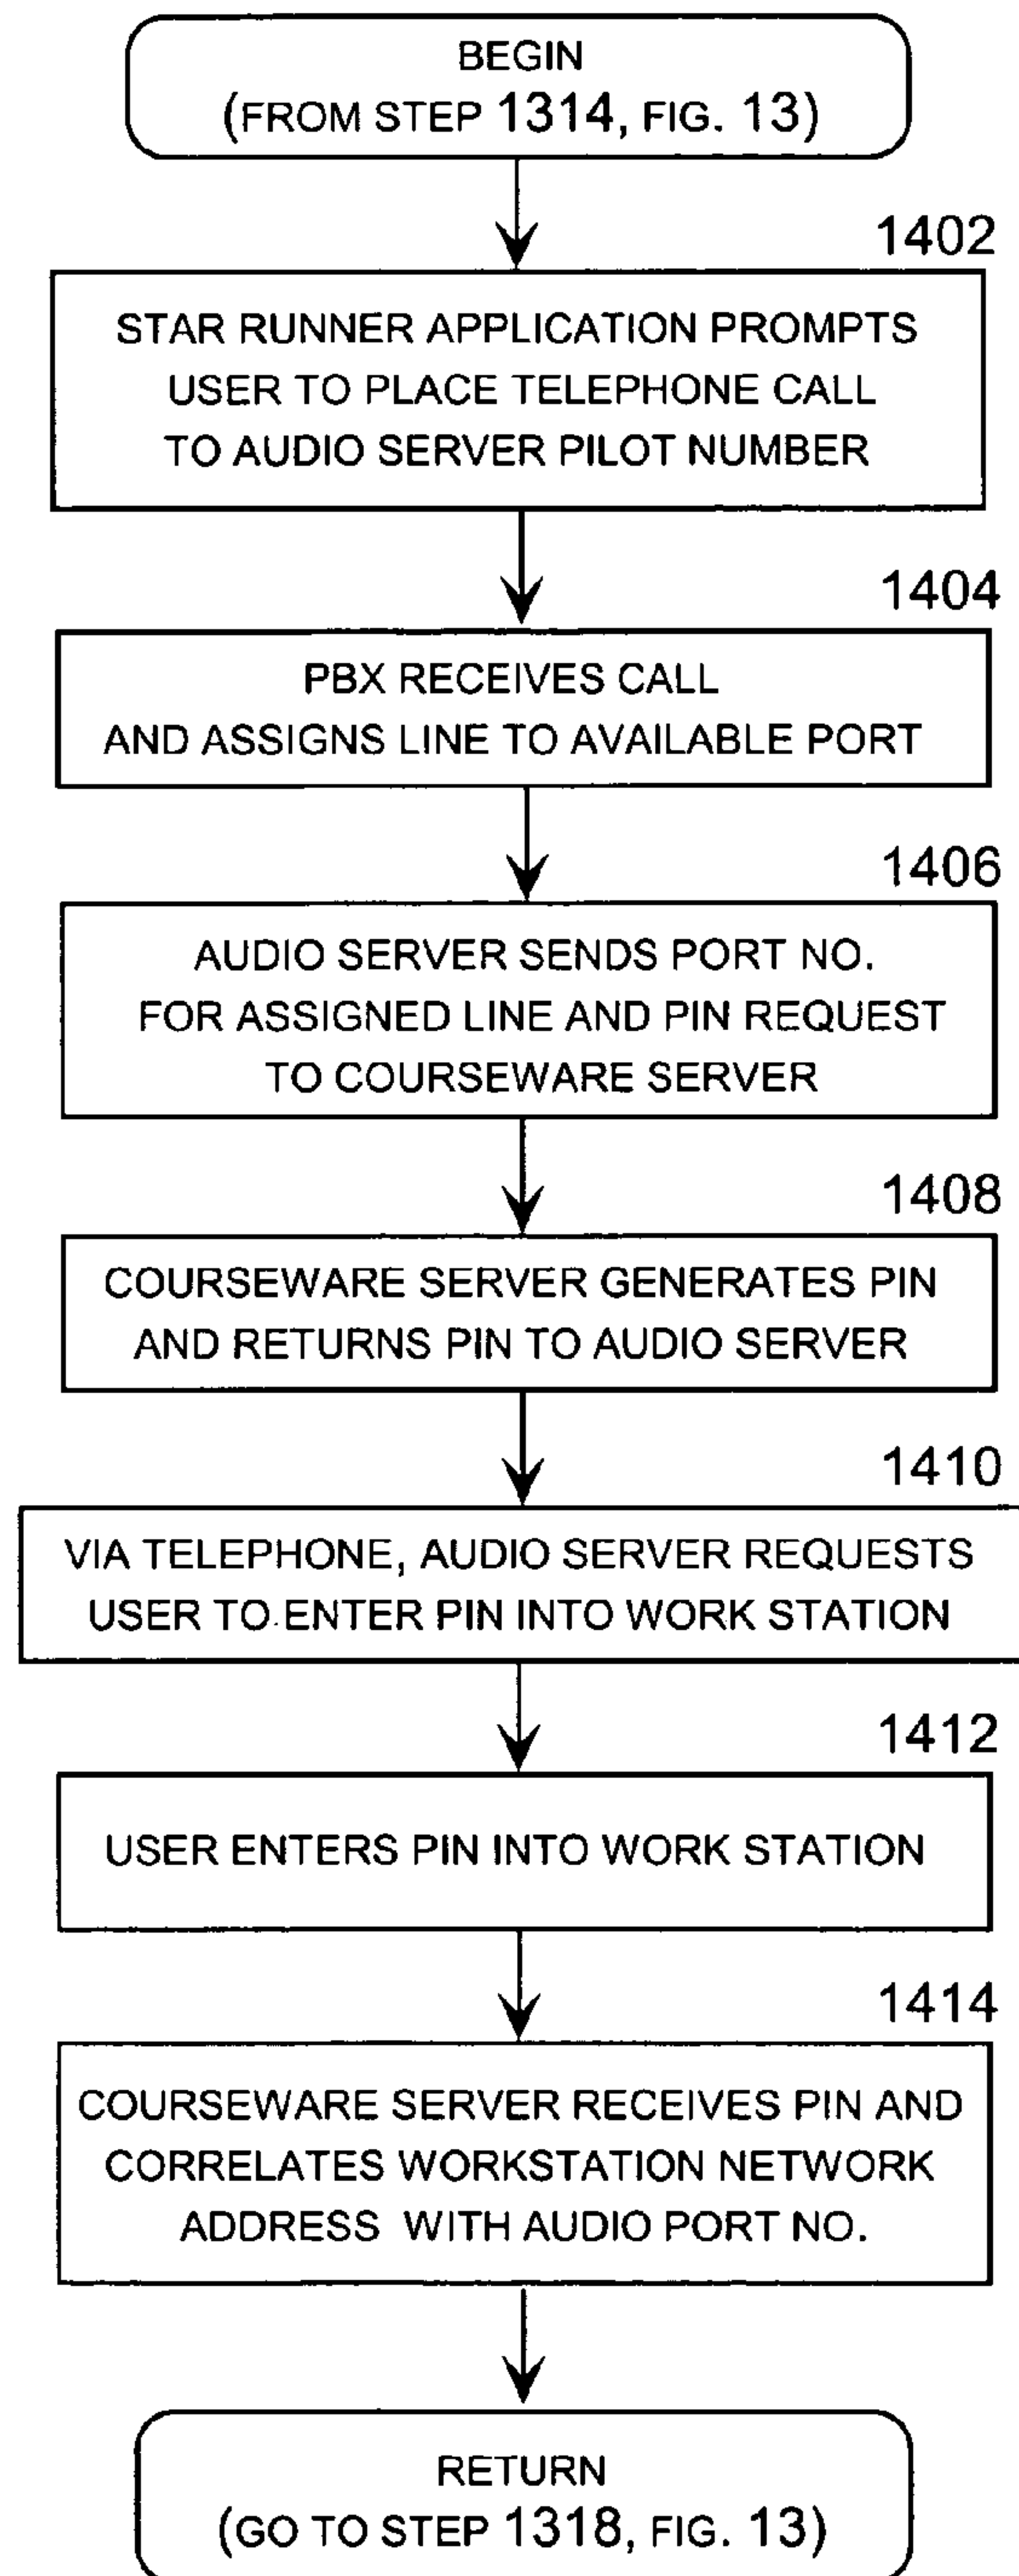 BEGIN
(FROM STEP 1314, FIG. 13)
1402
STAR RUNNER APPLICATION PROMPTS
USER TO PLACE TELEPHONE CALL
TO AUDIO SERVER PILOT NUMBER
1404
PBX RECEIVES CALL
AND ASSIGNS LINE TO AVAILABLE PORT
1406
AUDIO SERVER SENDS PORT NO.
FOR ASSIGNED LINE AND PIN REQUEST
TO COURSEWARE SERVER
1408
COURSEWARE SERVER GENERATES PIN
AND RETURNS PIN TO AUDIO SERVER
1410
VIA TELEPHONE, AUDIO SERVER REQUESTS
USER TO ENTER PIN INTO WORK STATION
1412
USER ENTERS PIN INTO WORK STATION
1414
COURSEWARE SERVER RECEIVES PIN AND
CORRELATES WORKSTATION NETWORK
ADDRESS WITH AUDIO PORT NO.
RETURN
(GO TO STEP 1318, FIG. 13)